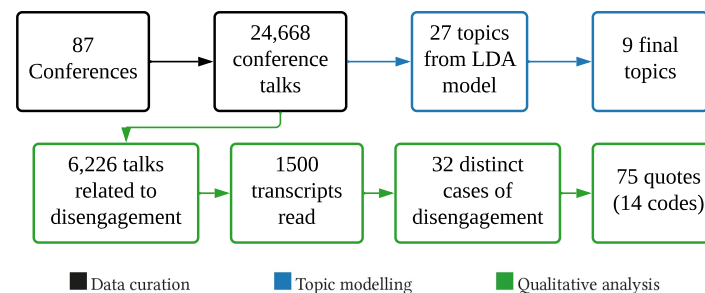 87
Conferences
24,668
conference
talks
27 topics
from LDA
model
9 final
topics
6,226 talks
related to
disengagement
1500
transcripts
read
32 distinct
cases of
disengagement
75 quotes
(14 codes)
Data curation
Topic modelling
Qualitative analysis